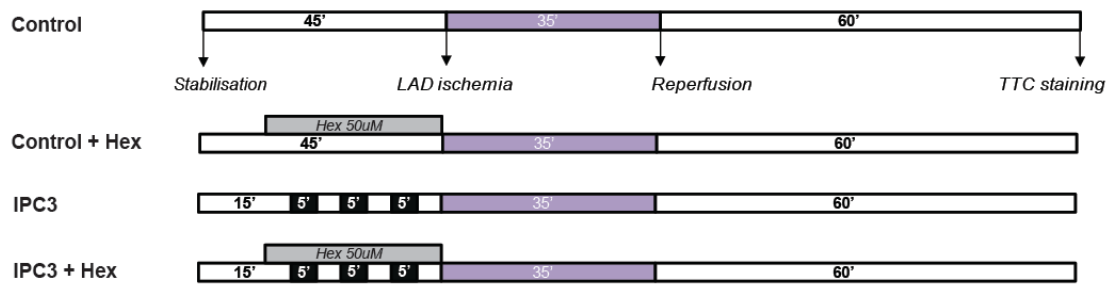 Control 45’ 35’ 60’
Stabilisation LAD ischemia Reperfusion TTC staining
Hex 50uM
Control + Hex 45’ 35’ 60’
IPC3 15’ 5’ 5’ 5’ 35’ 60’
Hex 50uM
IPC3 + Hex 15’ 5’ 5’ 5’ 35’ 60’